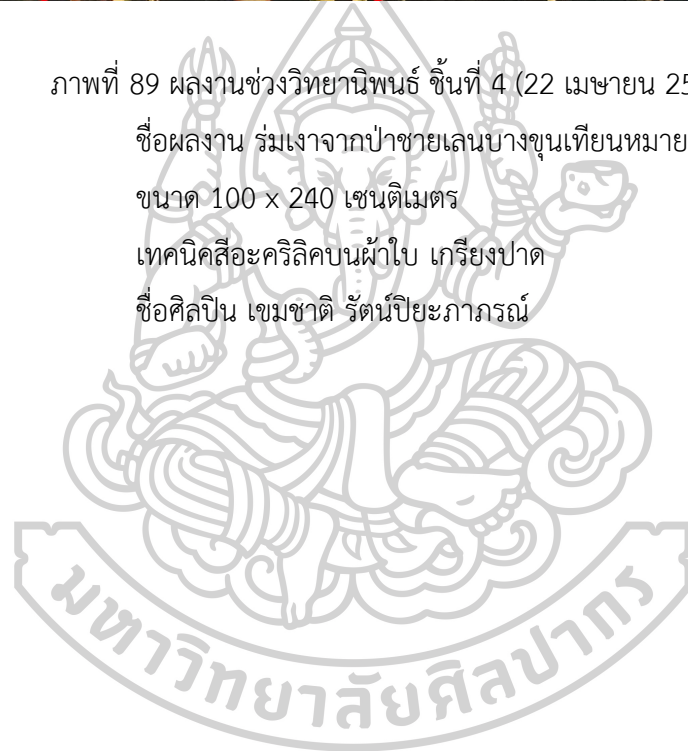 ภาพที่ 89 ผลงานช่วงวิทยานิพนธ์ ชิ้นที่ 4 (22 เมษายน 25
ชื่อผลงาน ร่มเงาจากป่าชายเลนบางขุนเทียนหมาย
ขนาด 100 x 240 เซนติเมตร
เทคนิคสีอะคริลิคบนผ้าใบ เกรียงปาด
ชื่อศิลปิน เขมชาติ รัตน์ปิยะภาภรณ์
มหาวิทยาลัยศิลปากร